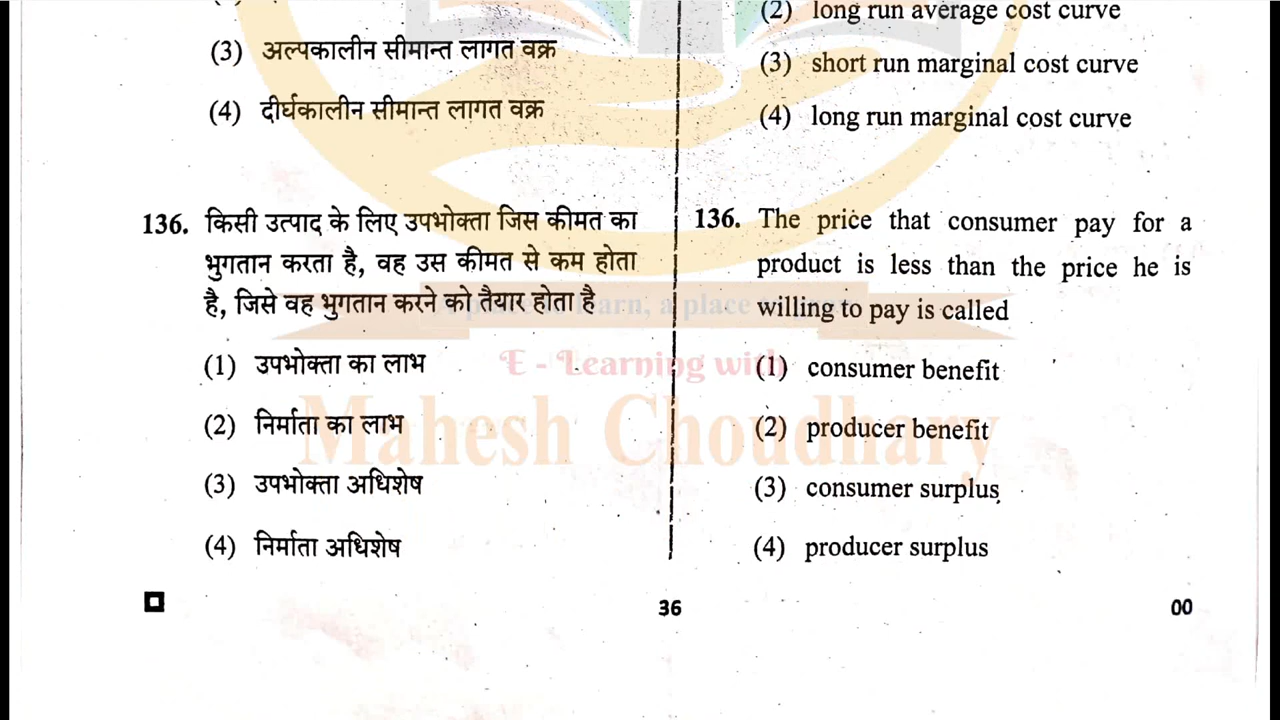 (3) अल्पकालीन सीमान्त लागत वक्र
(4) दीर्घकालीन सीमान्त लागत वक्र
136. किसी उत्पाद के लिए उपभोक्ता जिस कीमत का
भुगतान करता है, वह उस कीमत से कम होता
है, जिसे वह भुगतान करने को तैयार होता है
(1) उपभोक्ता का लाभ
(2) निर्माता का लाभ
(3) उपभोक्ता अधिशेष
(4) निर्माता अधिशेष
(2) long run average cost curve
(3) short run marginal cost curve
(4) long run marginal cost curve
136. The price that consumer pay for a
product is less than the price he is
willing to pay is called
(1) consumer benefit
(2) producer benefit
(3) consumer surplus
(4) producer surplus
E - Learning with
Mahesh Choudhary
36
00